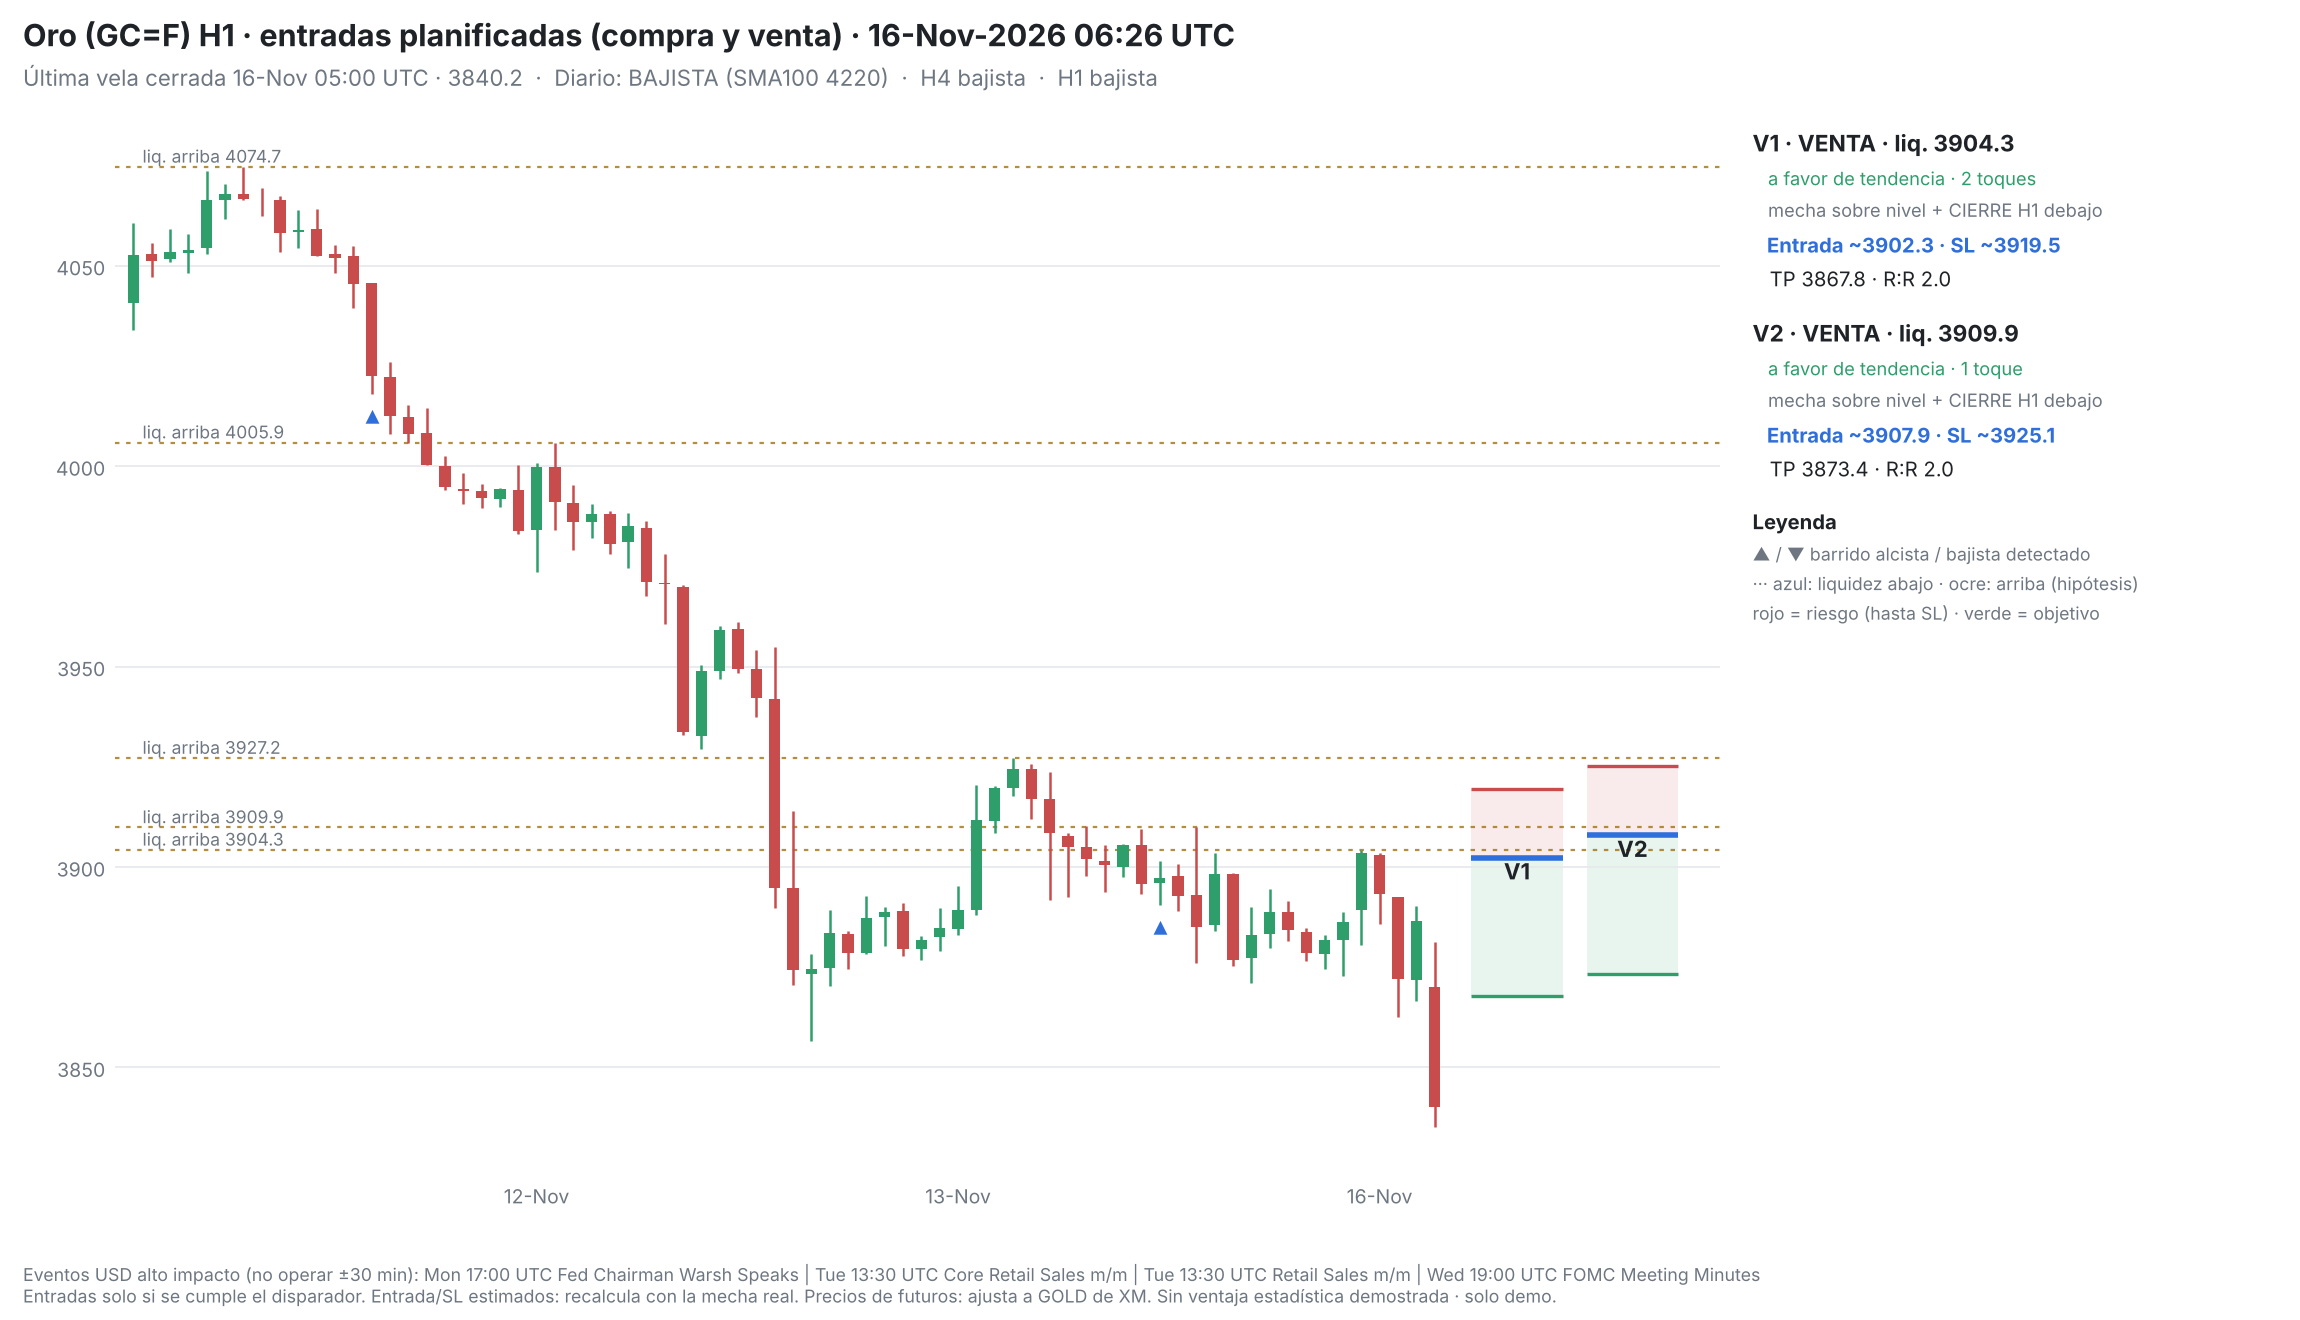 Oro (GC=F) H1 · entradas planificadas (compra y venta) · 16-Nov-2026 06:26 UTC
Última vela cerrada 16-Nov 05:00 UTC · 3840.2 · Diario: BAJISTA (SMA100 4220) · H4 bajista · H1 bajista
liq. arriba 4074.7
4050
liq. arriba 4005.9
4000
3950
liq. arriba 3927.2
liq. arriba 3909.9
liq. arriba 3904.3
3900
3850
V1
V2
12-Nov
13-Nov
16-Nov
V1 · VENTA · liq. 3904.3
a favor de tendencia · 2 toques
mecha sobre nivel + CIERRE H1 debajo
Entrada ~3902.3 · SL ~3919.5
TP 3867.8 · R:R 2.0
V2 · VENTA · liq. 3909.9
a favor de tendencia · 1 toque
mecha sobre nivel + CIERRE H1 debajo
Entrada ~3907.9 · SL ~3925.1
TP 3873.4 · R:R 2.0
Leyenda
▲ / ▼ barrido alcista / bajista detectado
··· azul: liquidez abajo · ocre: arriba (hipótesis)
rojo = riesgo (hasta SL) · verde = objetivo
Eventos USD alto impacto (no operar ±30 min): Mon 17:00 UTC Fed Chairman Warsh Speaks | Tue 13:30 UTC Core Retail Sales m/m | Tue 13:30 UTC Retail Sales m/m | Wed 19:00 UTC FOMC Meeting Minutes
Entradas solo si se cumple el disparador. Entrada/SL estimados: recalcula con la mecha real. Precios de futuros: ajusta a GOLD de XM. Sin ventaja estadística demostrada · solo demo.